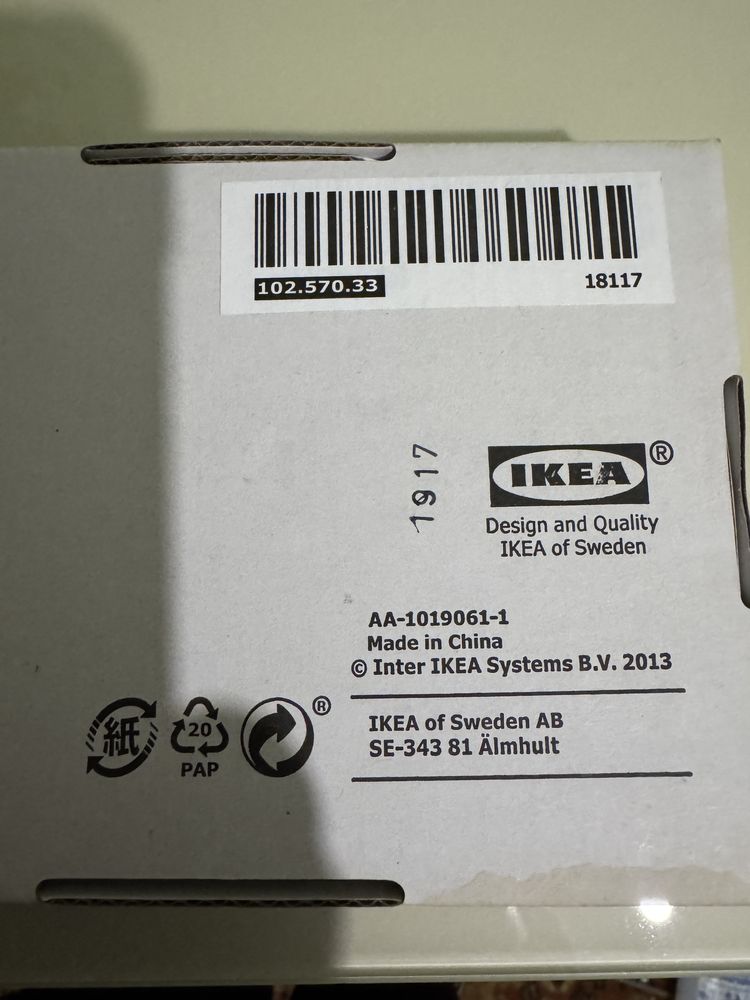 102.570.33 18117
1917
IKEA®
Design and Quality
IKEA of Sweden
AA-1019061-1
Made in China
© Inter IKEA Systems B.V. 2013
紙 20 ®
PAP
IKEA of Sweden AB
SE-343 81 Älmhult